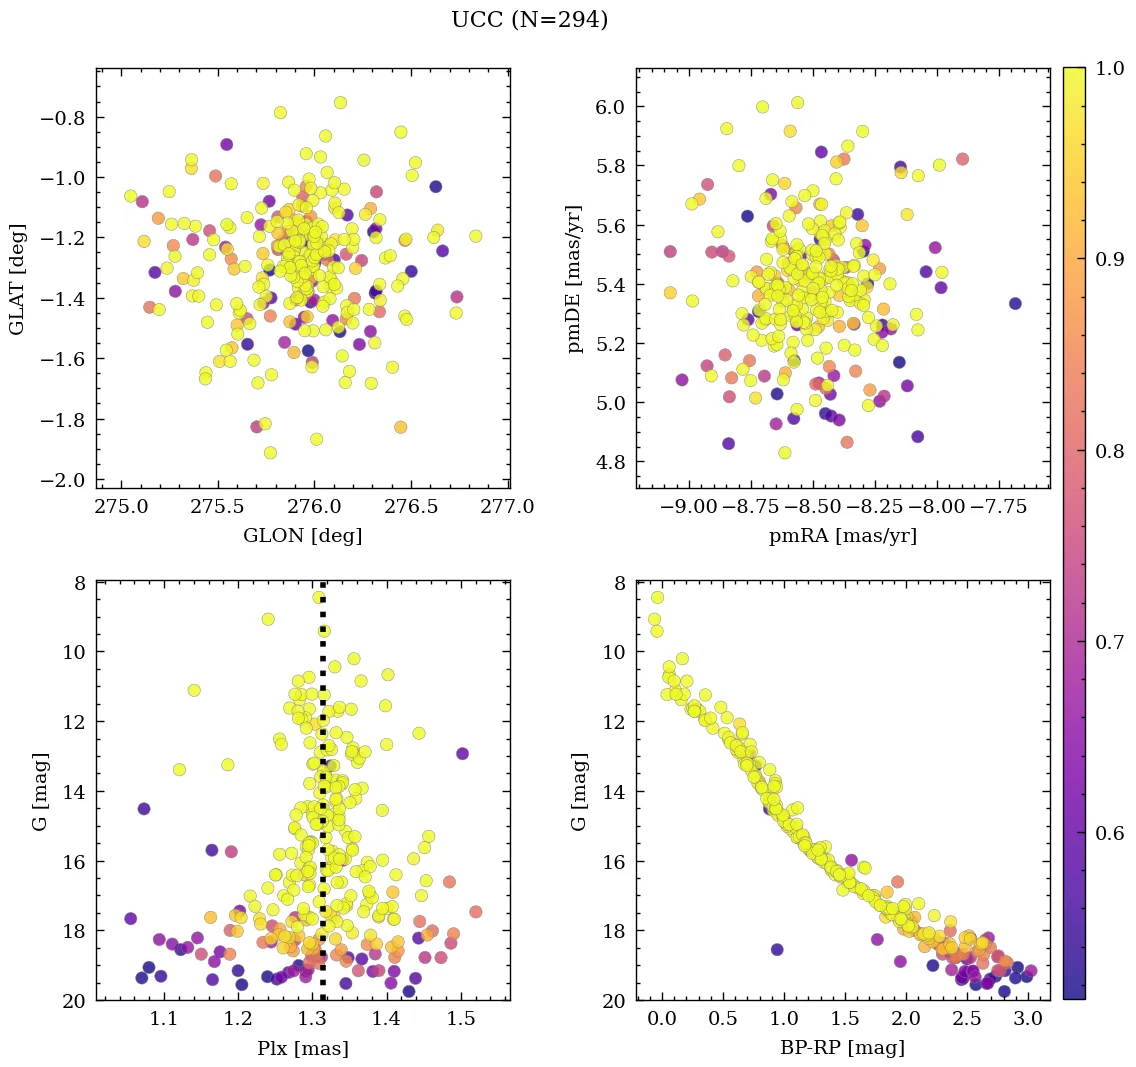 UCC (N=294)
−0.8
−1.0
−1.2
−1.4
−1.6
−1.8
−2.0
GLAT [deg]
275.0 275.5 276.0 276.5 277.0
GLON [deg]
6.0
5.8
5.6
5.4
5.2
5.0
4.8
pmDE [mas/yr]
−9.00 −8.75 −8.50 −8.25 −8.00 −7.75
pmRA [mas/yr]
1.0
0.9
0.8
0.7
0.6
8
10
12
14
16
18
20
G [mag]
1.1 1.2 1.3 1.4 1.5
Plx [mas]
8
10
12
14
16
18
20
G [mag]
0.0 0.5 1.0 1.5 2.0 2.5 3.0
BP-RP [mag]